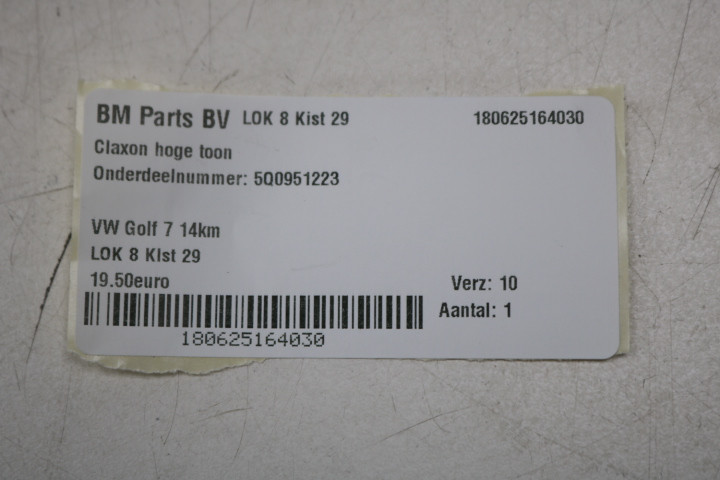 BM Parts BV LOK 8 Kist 29 180625164030
Claxon hoge toon
Onderdeelnummer: 5Q0951223
VW Golf 7 14km
LOK 8 Kist 29
19.50euro Verz: 10
Aantal: 1
180625164030